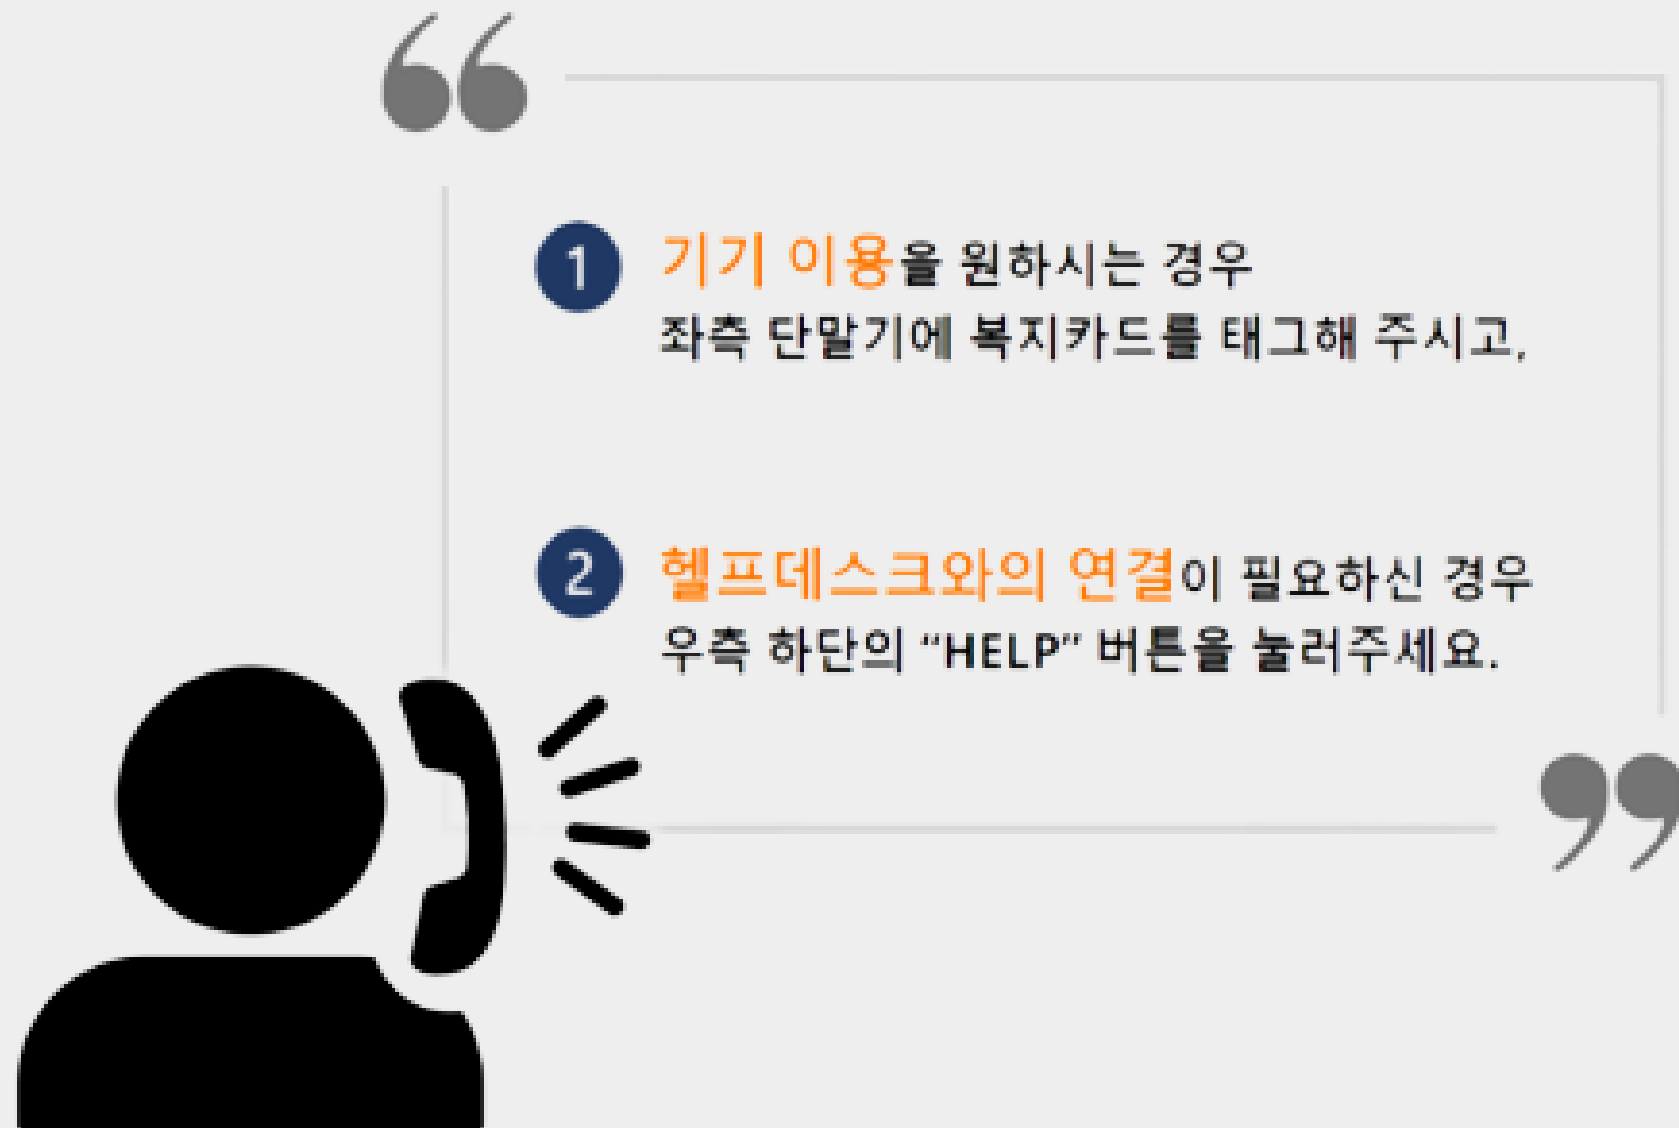 1 기기 이용을 원하시는 경우
좌측 단말기에 복지카드를 태그해 주시고,
2 헬프데스크와의 연결이 필요하신 경우
우측 하단의 “HELP” 버튼을 눌러주세요.